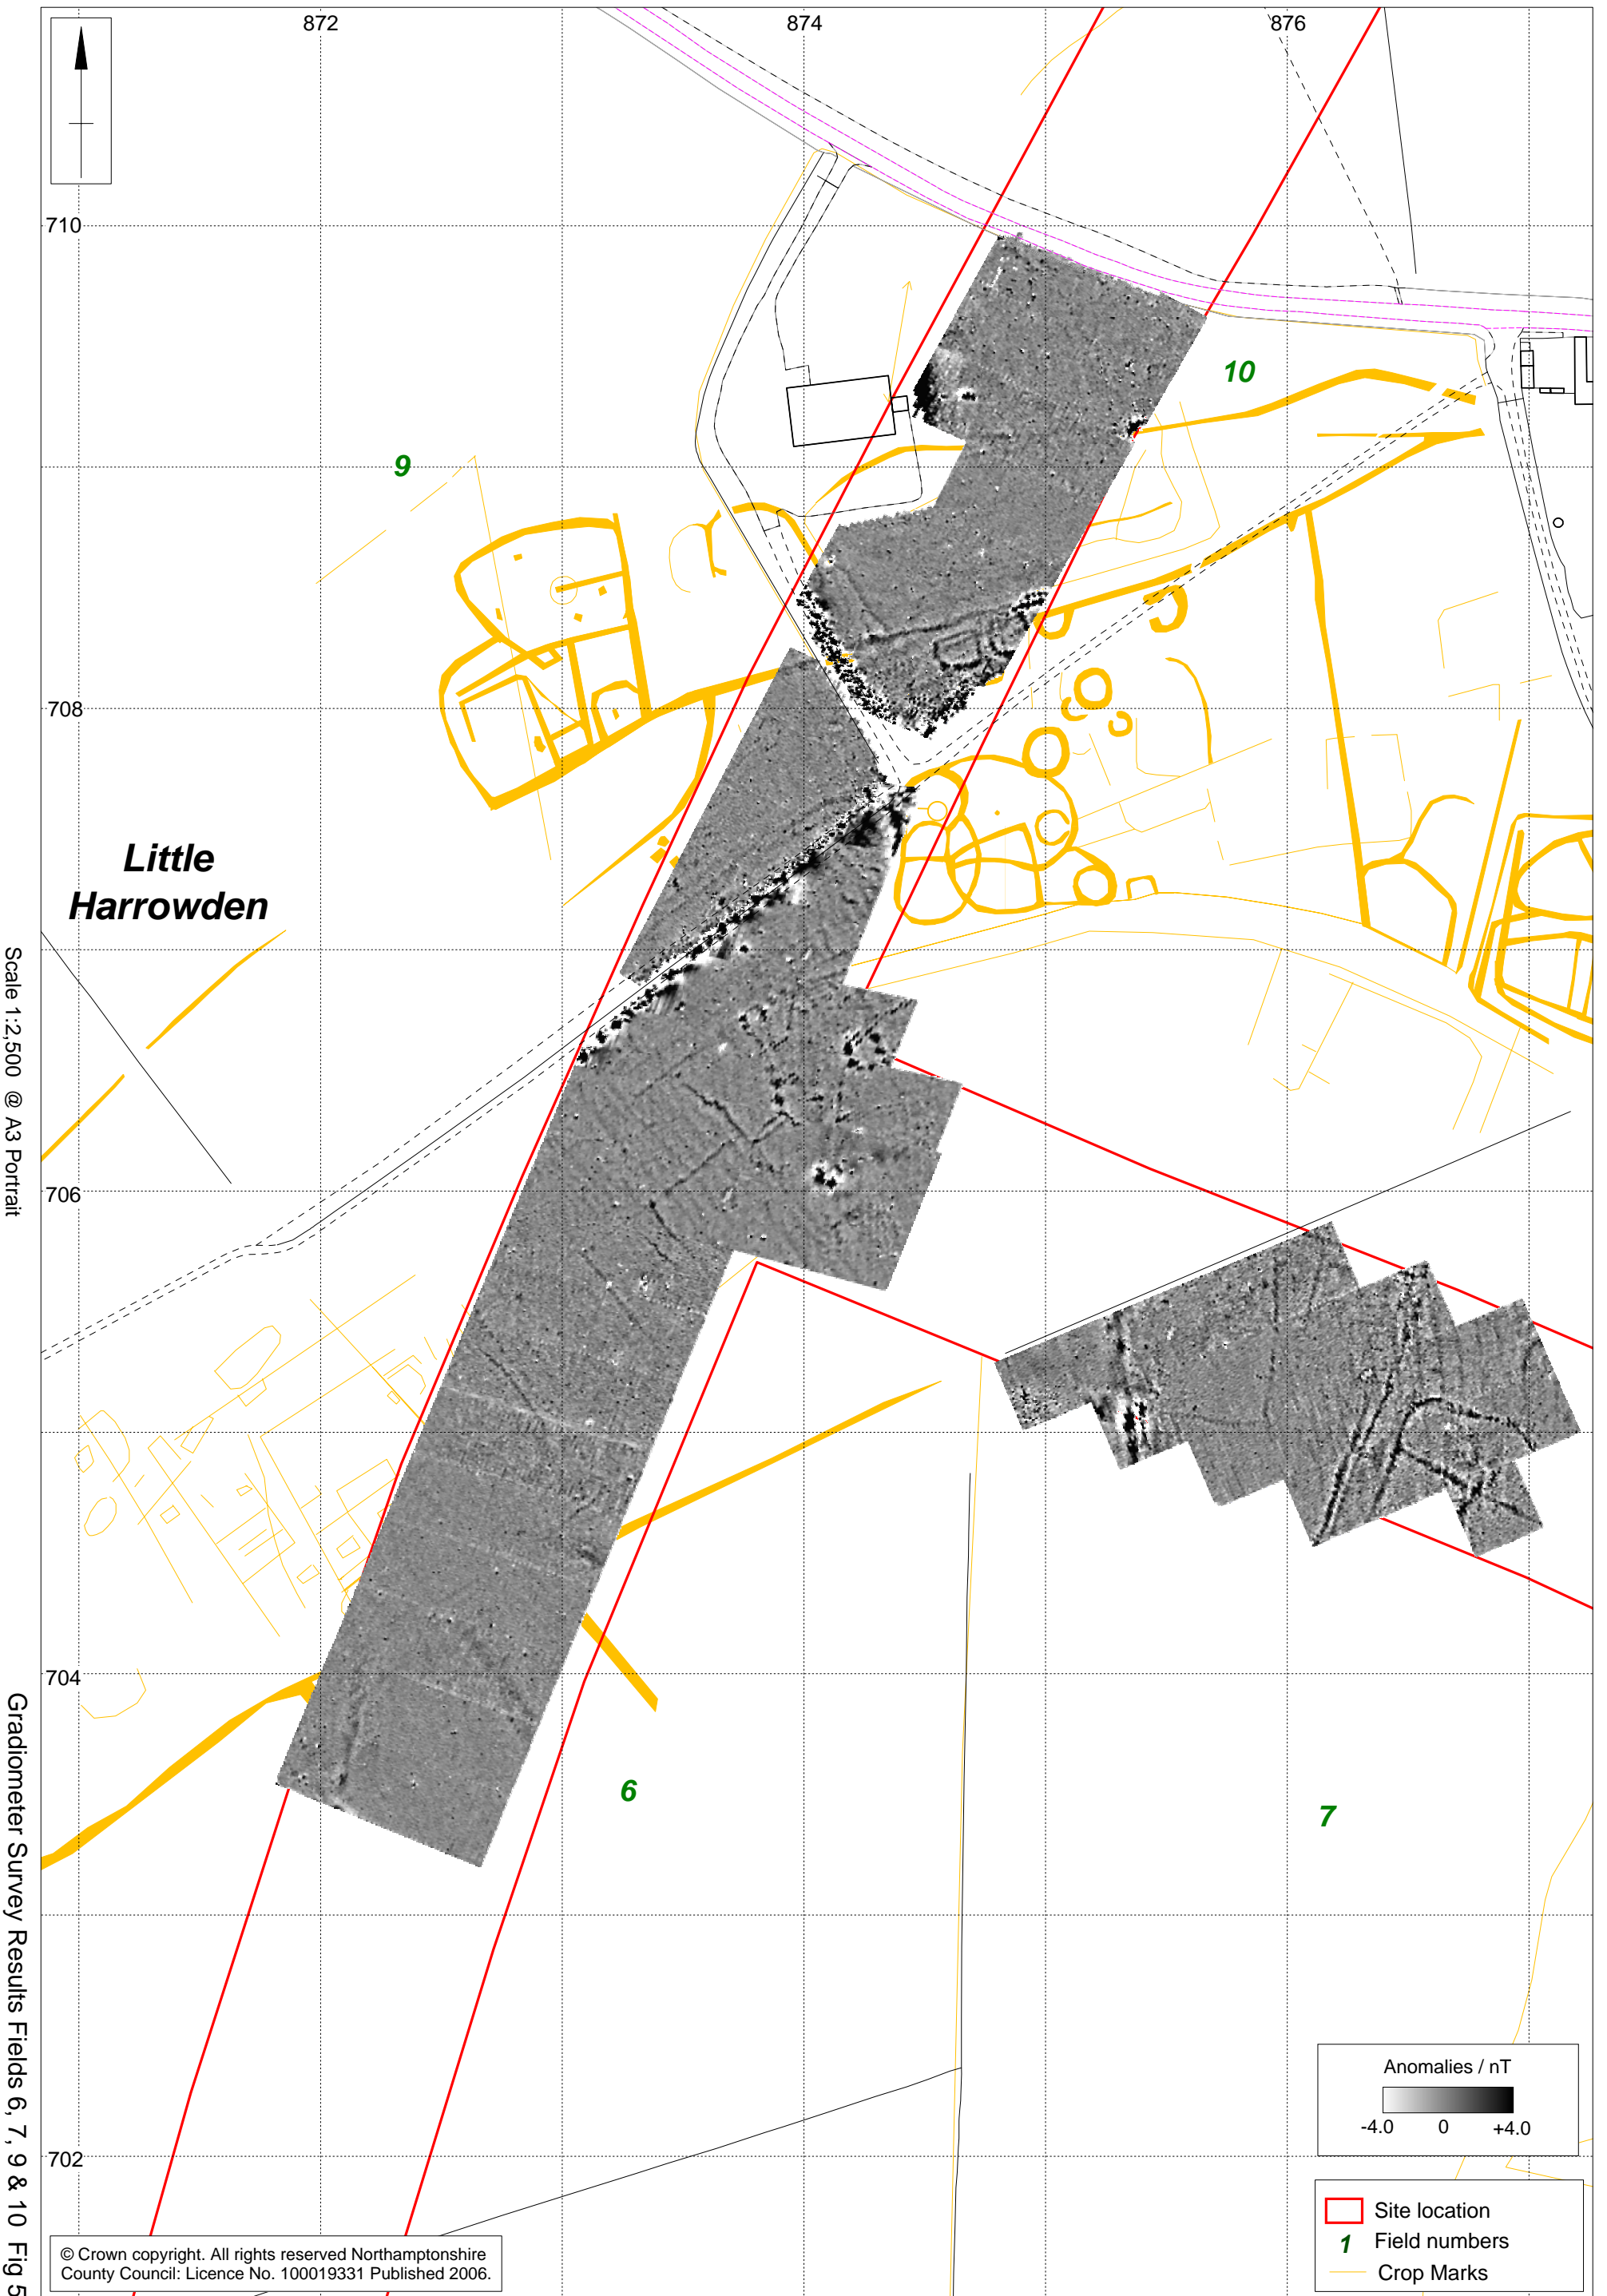 872
874
876
710
10
9
708
Little
Harrowden
Scale 1:2,500 @ A3 Portrait
706
704
6
7
Gradiometer Survey Results Fields 6, 7, 9 & 10 Fig 5
702
Anomalies / nT
-4.0 0 +4.0
Site location
1 Field numbers
Crop Marks
© Crown copyright. All rights reserved Northamptonshire
County Council: Licence No. 100019331 Published 2006.